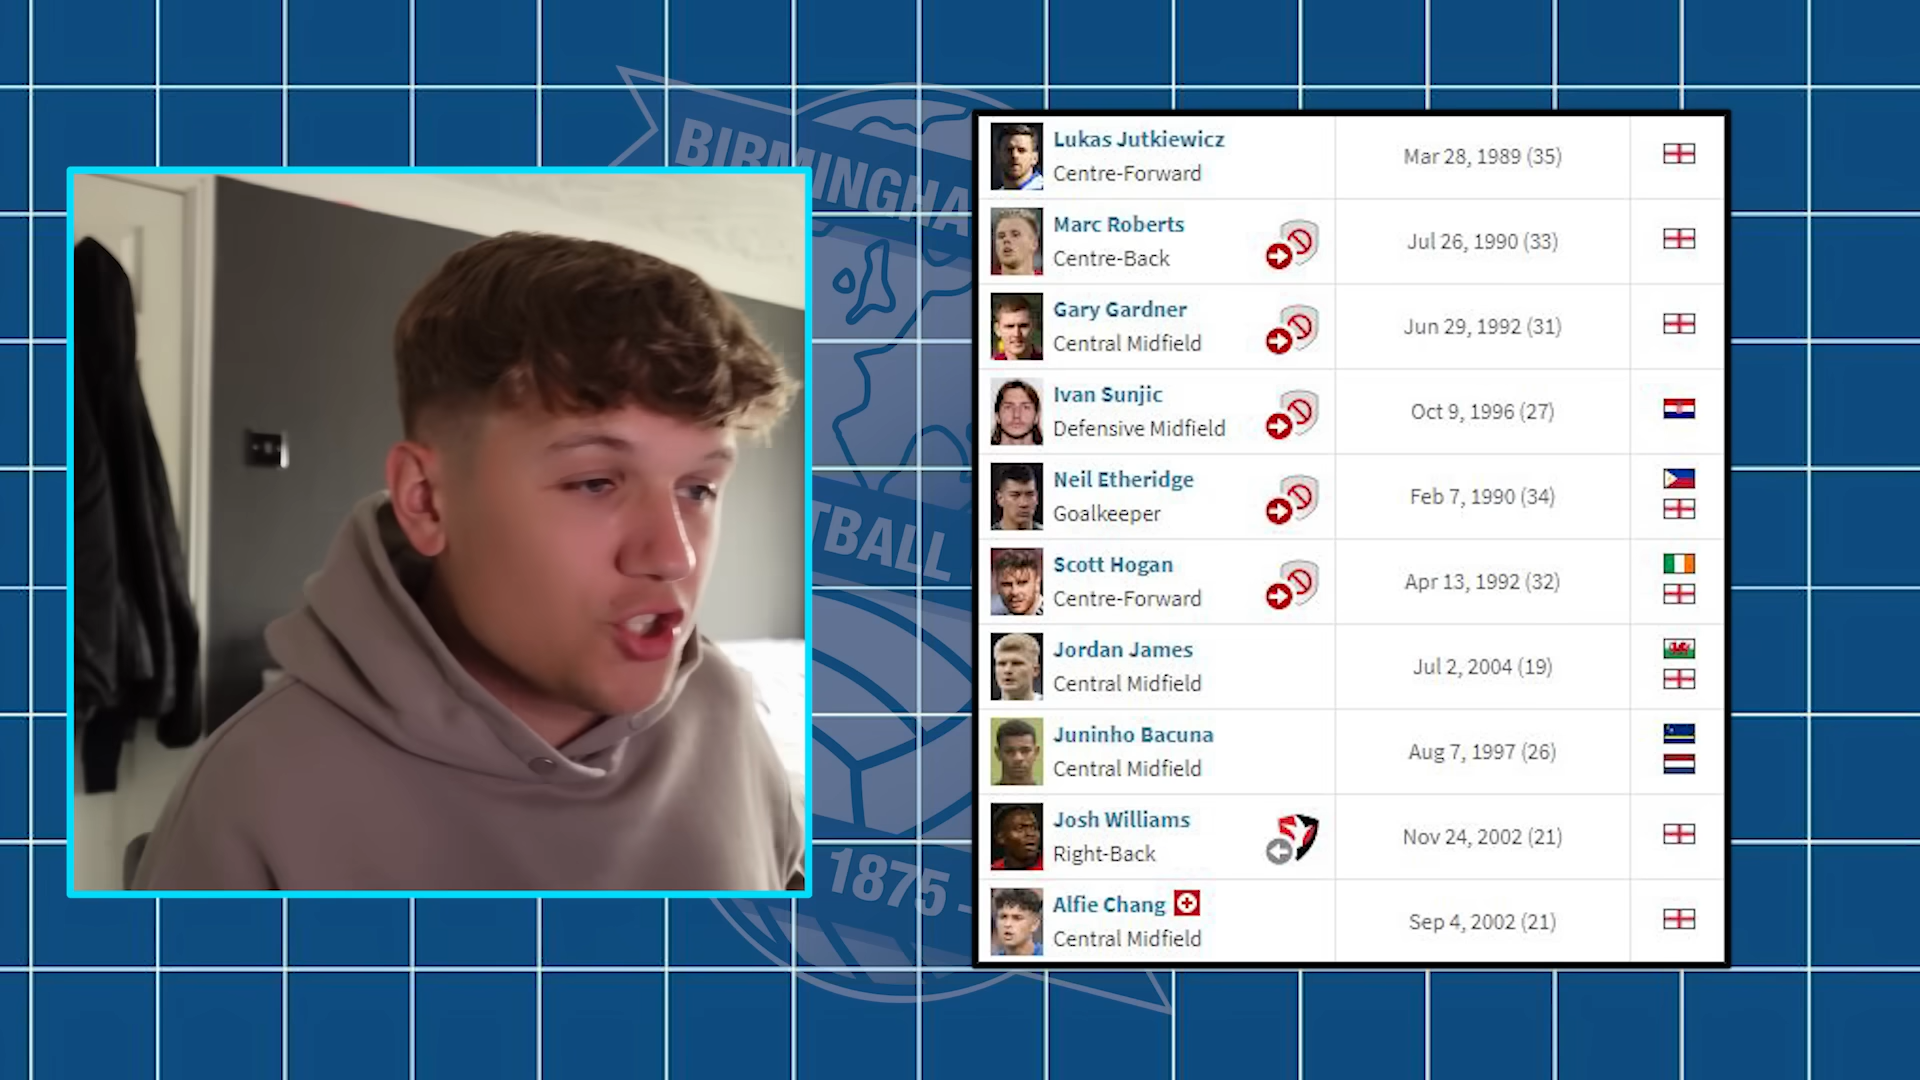 BIRMINGHA
TBALL
1875 -
Lukas Jutkiewicz
Centre-Forward
Mar 28, 1989 (35)
Marc Roberts
Centre-Back
Jul 26, 1990 (33)
Gary Gardner
Central Midfield
Jun 29, 1992 (31)
Ivan Sunjic
Defensive Midfield
Oct 9, 1996 (27)
Neil Etheridge
Goalkeeper
Feb 7, 1990 (34)
Scott Hogan
Centre-Forward
Apr 13, 1992 (32)
Jordan James
Central Midfield
Jul 2, 2004 (19)
Juninho Bacuna
Central Midfield
Aug 7, 1997 (26)
Josh Williams
Right-Back
Nov 24, 2002 (21)
Alfie Chang
Central Midfield
Sep 4, 2002 (21)